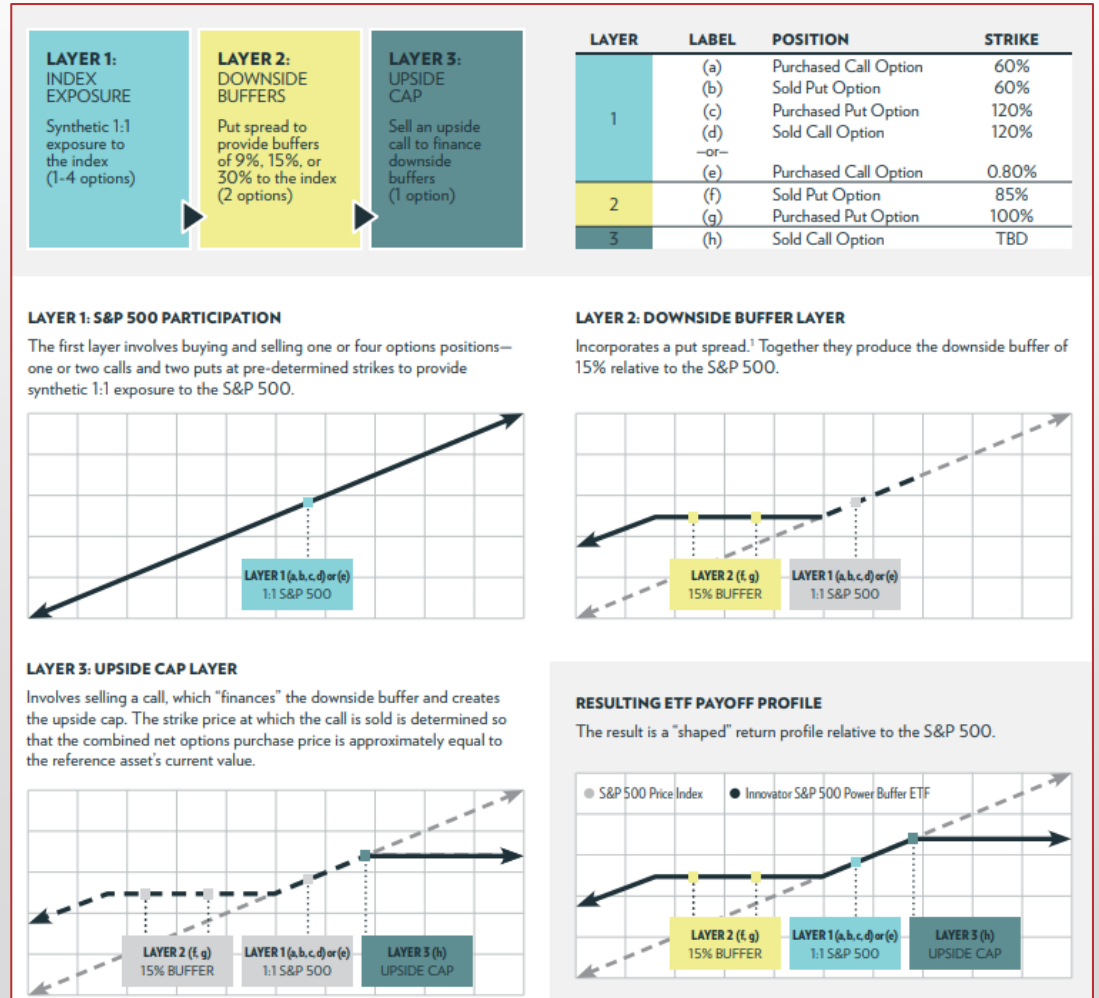 LAYER 1:
INDEX
EXPOSURE
Synthetic 1:1
exposure to
the index
(1-4 options)
LAYER 2:
DOWNSIDE
BUFFERS
Put spread to
provide buffers
of 9%, 15%, or
30% to the index
(2 options)
LAYER 3:
UPSIDE
CAP
Sell an upside
call to finance
downside
buffers
(1 option)
LAYER LABEL POSITION STRIKE
1
(a) Purchased Call Option 60%
(b) Sold Put Option 60%
(c) Purchased Put Option 120%
(d) Sold Call Option 120%
—or—
(e) Purchased Call Option 0.80%
2
(f) Sold Put Option 85%
(g) Purchased Put Option 100%
3 (h) Sold Call Option TBD
LAYER 1: S&P 500 PARTICIPATION
The first layer involves buying and selling one or four options positions—
one or two calls and two puts at pre-determined strikes to provide
synthetic 1:1 exposure to the S&P 500.
LAYER 1 (a,b,c,d) or (e)
1:1 S&P 500
LAYER 2: DOWNSIDE BUFFER LAYER
Incorporates a put spread.¹ Together they produce the downside buffer of
15% relative to the S&P 500.
LAYER 2 (f, g)
15% BUFFER
LAYER 1 (a,b,c,d) or (e)
1:1 S&P 500
LAYER 3: UPSIDE CAP LAYER
Involves selling a call, which “finances” the downside buffer and creates
the upside cap. The strike price at which the call is sold is determined so
that the combined net options purchase price is approximately equal to
the reference asset’s current value.
LAYER 2 (f, g)
15% BUFFER
LAYER 1 (a,b,c,d) or (e)
1:1 S&P 500
LAYER 3 (h)
UPSIDE CAP
RESULTING ETF PAYOFF PROFILE
The result is a “shaped” return profile relative to the S&P 500.
S&P 500 Price Index
Innovator S&P 500 Power Buffer ETF
LAYER 2 (f, g)
15% BUFFER
LAYER 1 (a,b,c,d) or (e)
1:1 S&P 500
LAYER 3 (h)
UPSIDE CAP